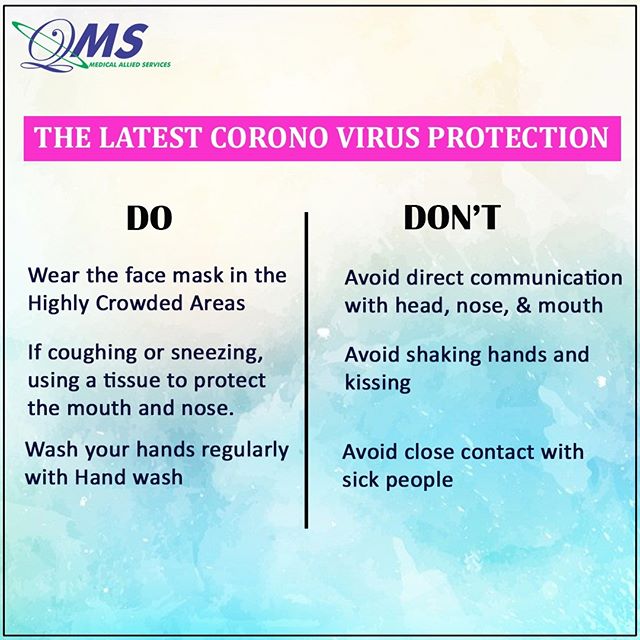 QMS
MEDICAL ALLIED SERVICES
THE LATEST CORONO VIRUS PROTECTION
DO
Wear the face mask in the
Highly Crowded Areas
If coughing or sneezing,
using a tissue to protect
the mouth and nose.
Wash your hands regularly
with Hand wash
DON'T
Avoid direct communication
with head, nose, & mouth
Avoid shaking hands and
kissing
Avoid close contact with
sick people